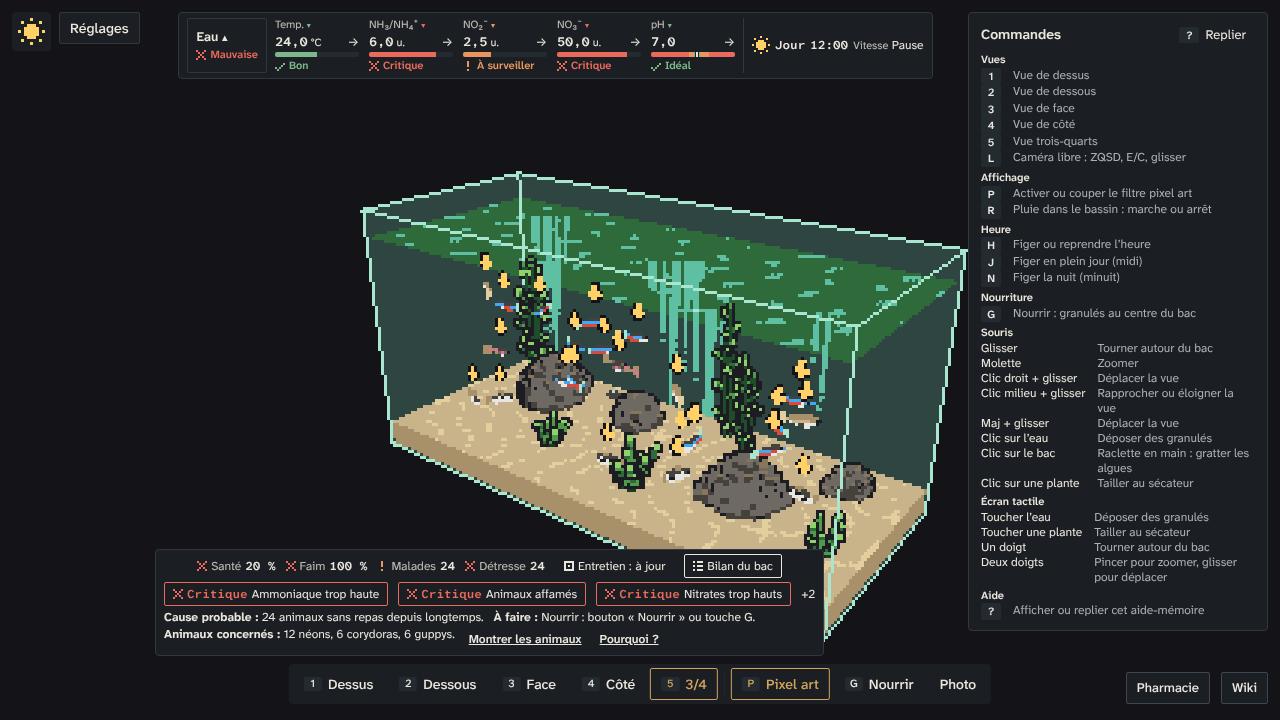 Réglages
Eau ▴
Mauvaise
Temp. ▾
24,0 °C →
Bon
NH₃/NH₄⁺ ▾
6,0 u. →
Critique
NO₂⁻ ▾
2,5 u. →
! À surveiller
NO₃⁻ ▾
50,0 u. →
Critique
pH ▾
7,0 →
Idéal
Jour 12:00 Vitesse Pause
Commandes ? Replier
Vues
1 Vue de dessus
2 Vue de dessous
3 Vue de face
4 Vue de côté
5 Vue trois-quarts
L Caméra libre : ZQSD, E/C, glisser
Affichage
P Activer ou couper le filtre pixel art
R Pluie dans le bassin : marche ou arrêt
Heure
H Figer ou reprendre l'heure
J Figer en plein jour (midi)
N Figer la nuit (minuit)
Nourriture
G Nourrir : granulés au centre du bac
Souris
Glisser Tourner autour du bac
Molette Zoomer
Clic droit + glisser Déplacer la vue
Clic milieu + glisser Rapprocher ou éloigner la
vue
Maj + glisser Déplacer la vue
Clic sur l'eau Déposer des granulés
Clic sur le bac Raclette en main : gratter les
algues
Clic sur une plante Tailler au sécateur
Écran tactile
Toucher l'eau Déposer des granulés
Toucher une plante Tailler au sécateur
Un doigt Tourner autour du bac
Deux doigts Pincer pour zoomer, glisser
pour déplacer
Aide
? Afficher ou replier cet aide-mémoire
Santé 20 % Faim 100 % ! Malades 24 Détresse 24 Entretien : à jour Bilan du bac
Critique Ammoniaque trop haute Critique Animaux affamés Critique Nitrates trop hauts +2
Cause probable : 24 animaux sans repas depuis longtemps. À faire : Nourrir : bouton « Nourrir » ou touche G.
Animaux concernés : 12 néons, 6 corydoras, 6 guppys. Montrer les animaux Pourquoi ?
1 Dessus 2 Dessous 3 Face 4 Côté 5 3/4 P Pixel art G Nourrir Photo
Pharmacie Wiki